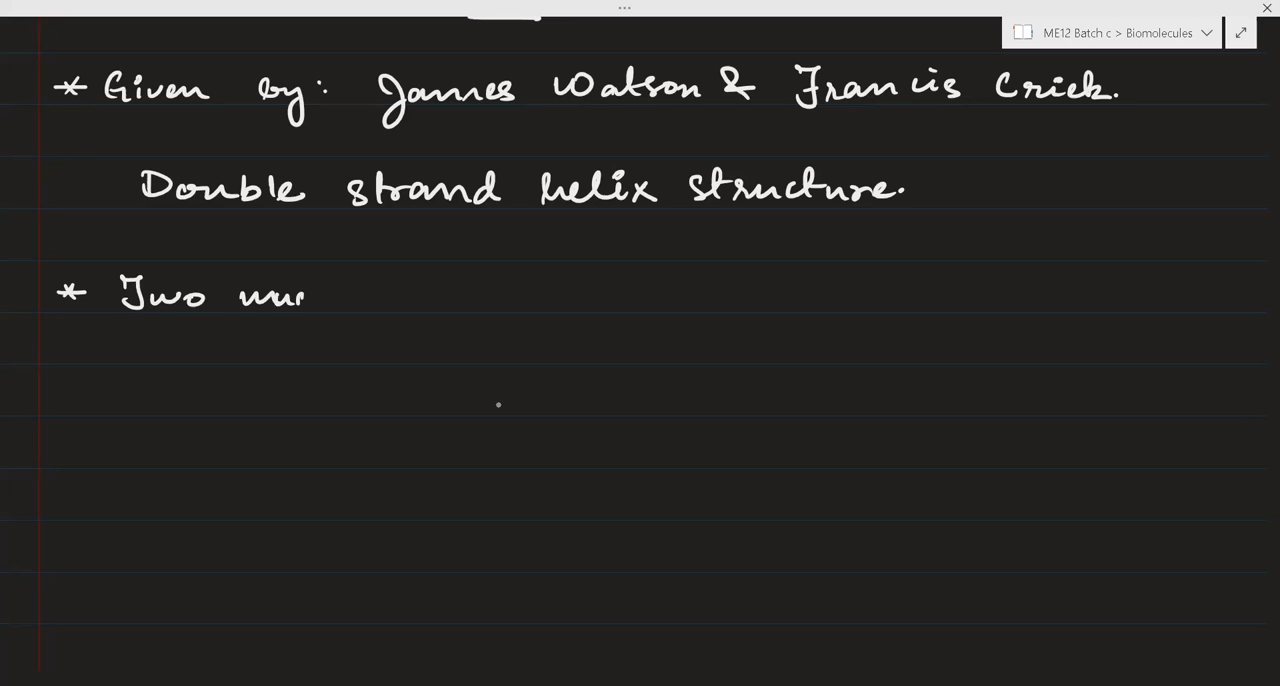 ME12 Batch c > Biomolecules
* Given by: James Watson & Francis Crick.
Double strand helix structure.
* Two